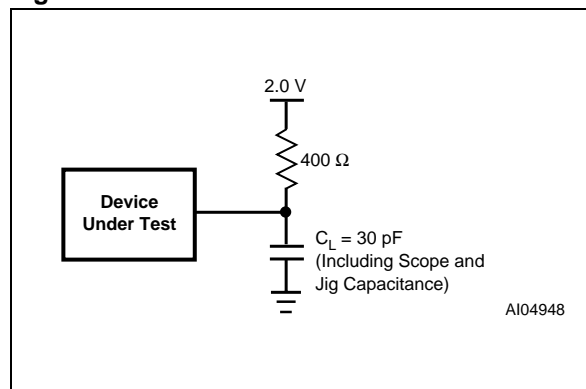 2.0 V
400 Ω
Device
Under Test
C_L = 30 pF
(Including Scope and
Jig Capacitance)
AI04948